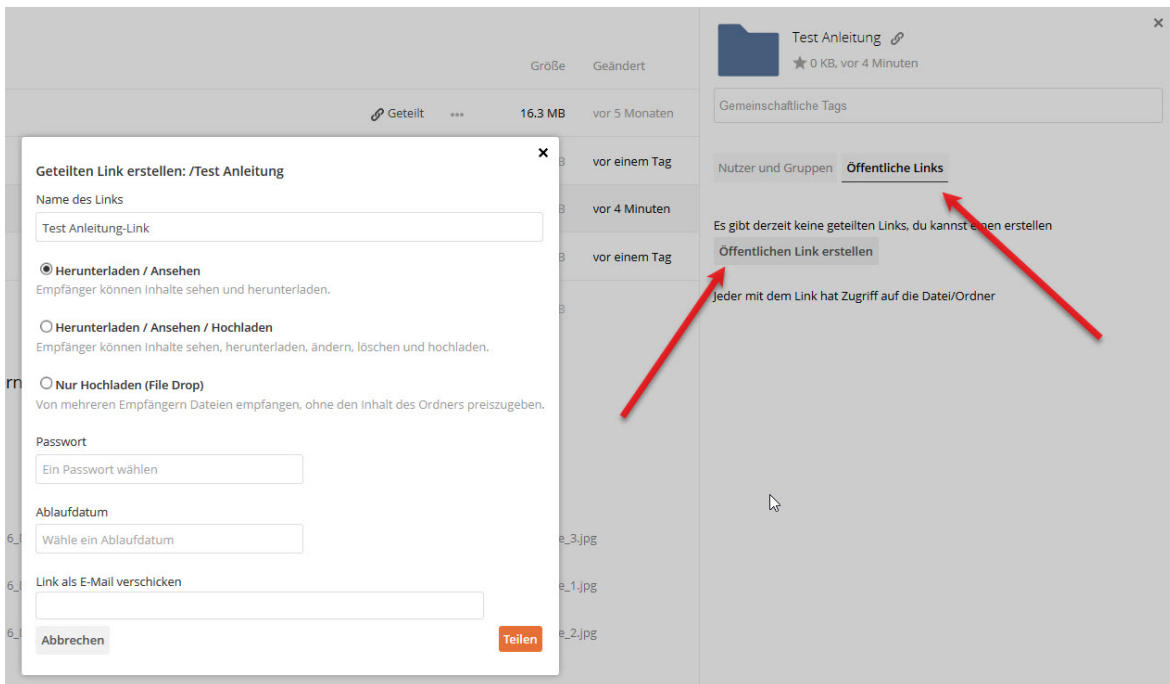 Größe Geändert
Geteilt ••• 16.3 MB vor 5 Monaten
B vor einem Tag
B vor 4 Minuten
B vor einem Tag
B
rn
6_
6_
6_
e_3.jpg
e_1.jpg
e_2.jpg
Geteilten Link erstellen: /Test Anleitung
Name des Links
Test Anleitung-Link
Herunterladen / Ansehen
Empfänger können Inhalte sehen und herunterladen.
Herunterladen / Ansehen / Hochladen
Empfänger können Inhalte sehen, herunterladen, ändern, löschen und hochladen.
Nur Hochladen (File Drop)
Von mehreren Empfängern Dateien empfangen, ohne den Inhalt des Ordners preiszugeben.
Passwort
Ein Passwort wählen
Ablaufdatum
Wähle ein Ablaufdatum
Link als E-Mail verschicken
Abbrechen Teilen
Test Anleitung
0 KB, vor 4 Minuten
Gemeinschaftliche Tags
Nutzer und Gruppen Öffentliche Links
Es gibt derzeit keine geteilten Links, du kannst einen erstellen
Öffentlichen Link erstellen
Jeder mit dem Link hat Zugriff auf die Datei/Ordner